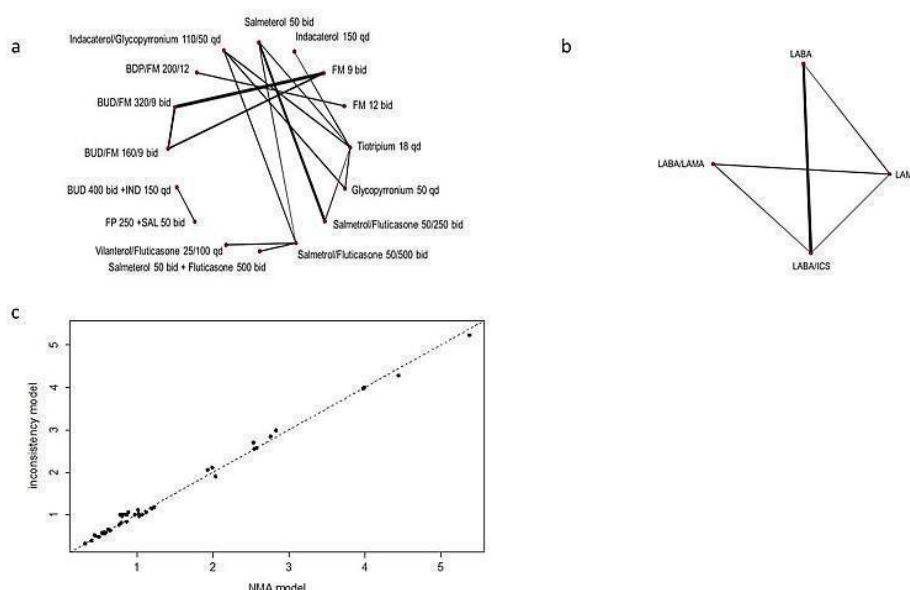 a
Salmeterol 50 bid
Indacaterol/Glycopyrronium 110/50 qd
Indacaterol 150 qd
BDP/FM 200/12
FM 9 bid
BUD/FM 320/9 bid
FM 12 bid
BUD/FM 160/9 bid
Tiotripium 18 qd
BUD 400 bid +IND 150 qd
Glycopyrronium 50 qd
FP 250 +SAL 50 bid
Salmetrol/Fluticasone 50/250 bid
Vilanterol/Fluticasone 25/100 qd
Salmetrol/Fluticasone 50/500 bid
Salmeterol 50 bid + Fluticasone 500 bid
b
LABA
LABA/LAMA
LAM
LABA/ICS
c
inconsistency model
5
4
3
2
1
1 2 3 4 5
NMA model